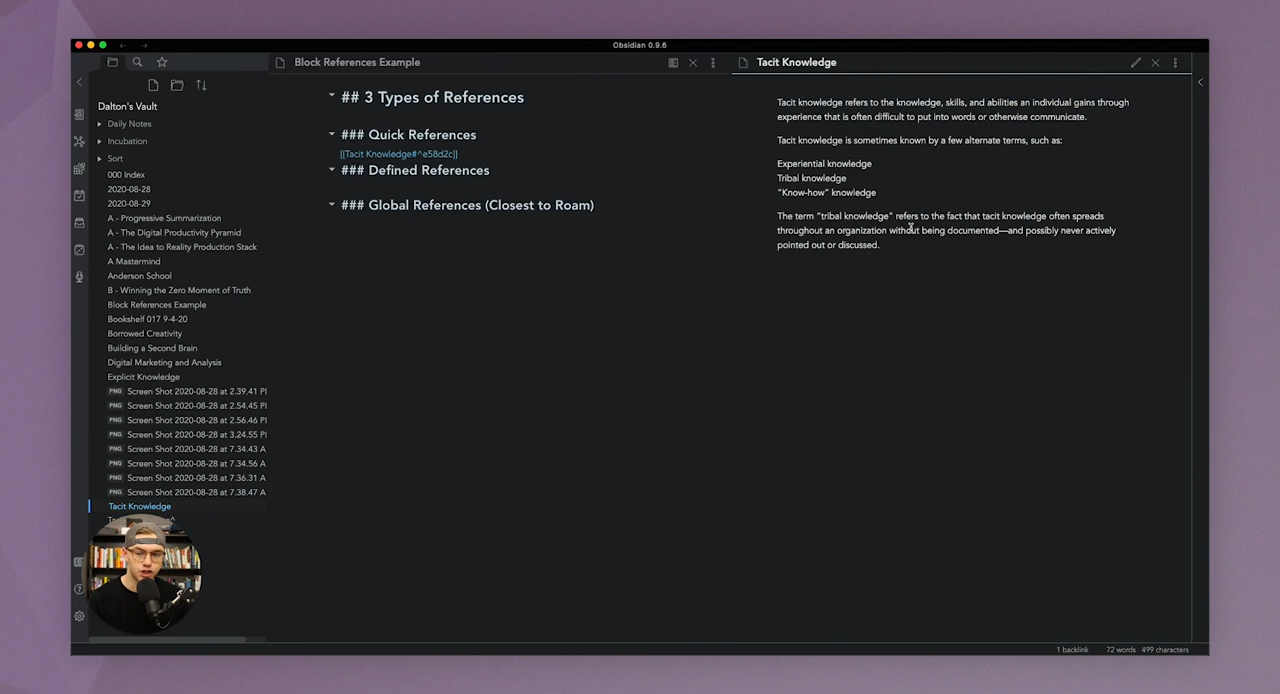 Obsidian 0.9.6
Block References Example
Tacit Knowledge
Dalton's Vault
Daily Notes
Incubation
Sort
000 Index
2020-08-28
2020-08-29
A - Progressive Summarization
A - The Digital Productivity Pyramid
A - The Idea to Reality Production Stack
A Mastermind
Anderson School
B - Winning the Zero Moment of Truth
Block References Example
Bookshelf 017 9-4-20
Borrowed Creativity
Building a Second Brain
Digital Marketing and Analysis
Explicit Knowledge
PNG Screen Shot 2020-08-28 at 2.39.41 P
PNG Screen Shot 2020-08-28 at 2.54.45 P
PNG Screen Shot 2020-08-28 at 2.56.46 P
PNG Screen Shot 2020-08-28 at 3.24.55 P
PNG Screen Shot 2020-08-28 at 7.34.43 A
PNG Screen Shot 2020-08-28 at 7.34.56 A
PNG Screen Shot 2020-08-28 at 7.36.31 A
PNG Screen Shot 2020-08-28 at 7.38.47 A
Tacit Knowledge
## 3 Types of References
### Quick References
[[Tacit Knowledge#^e58d2c]]
### Defined References
### Global References (Closest to Roam)
Tacit knowledge refers to the knowledge, skills, and abilities an individual gains through
experience that is often difficult to put into words or otherwise communicate.
Tacit knowledge is sometimes known by a few alternate terms, such as:
Experiential knowledge
Tribal knowledge
“Know-how” knowledge
The term “tribal knowledge” refers to the fact that tacit knowledge often spreads
throughout an organization without being documented—and possibly never actively
pointed out or discussed.
1 backlink 72 words 499 characters